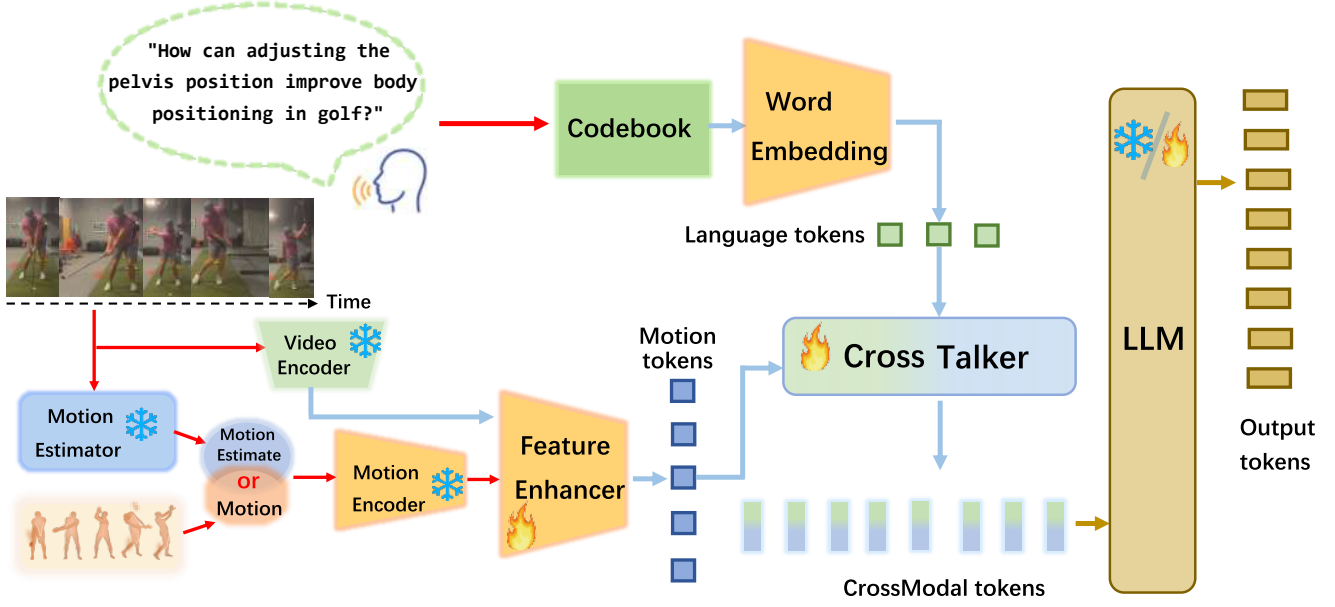 "How can adjusting the
pelvis position improve body
positioning in golf?"
Codebook
Word
Embedding
Language tokens
Time
Video
Encoder
Motion
tokens
Cross Talker
LLM
Motion
Estimator
Motion
Estimate
or
Motion
Motion
Encoder
Feature
Enhancer
Output
tokens
CrossModal tokens